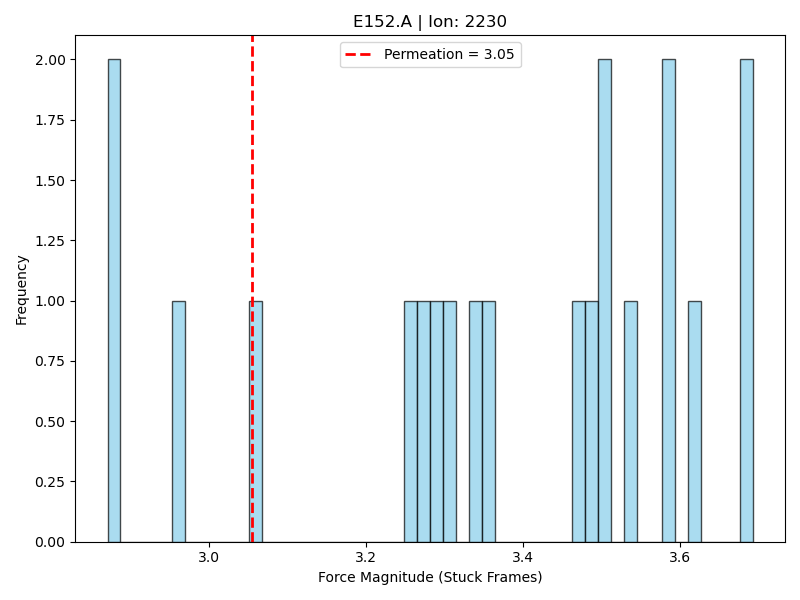 E152.A | Ion: 2230
Permeation = 3.05
2.00
1.75
1.50
1.25
1.00
0.75
0.50
0.25
0.00
Frequency
3.0 3.2 3.4 3.6
Force Magnitude (Stuck Frames)